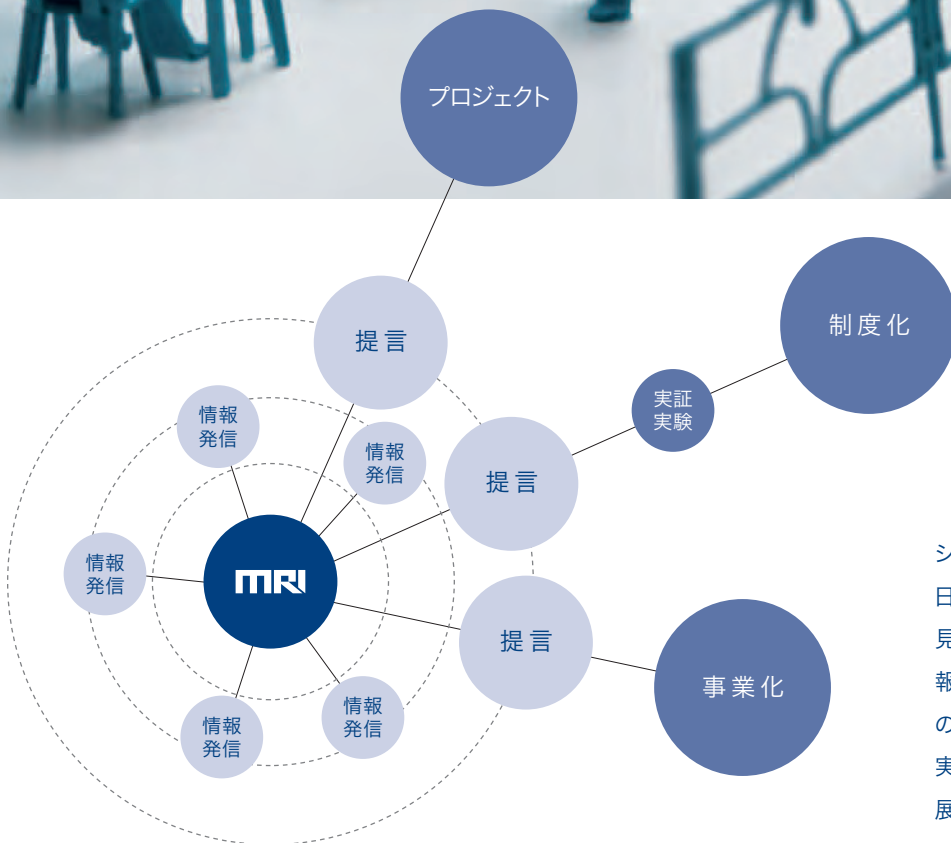 プロジェクト
制度化
提言
実証
実験
情報
発信
情報
発信
提言
情報
発信
MRI
提言
事業化
情報
発信
情報
発信
シ
日
見
報
の
実
展